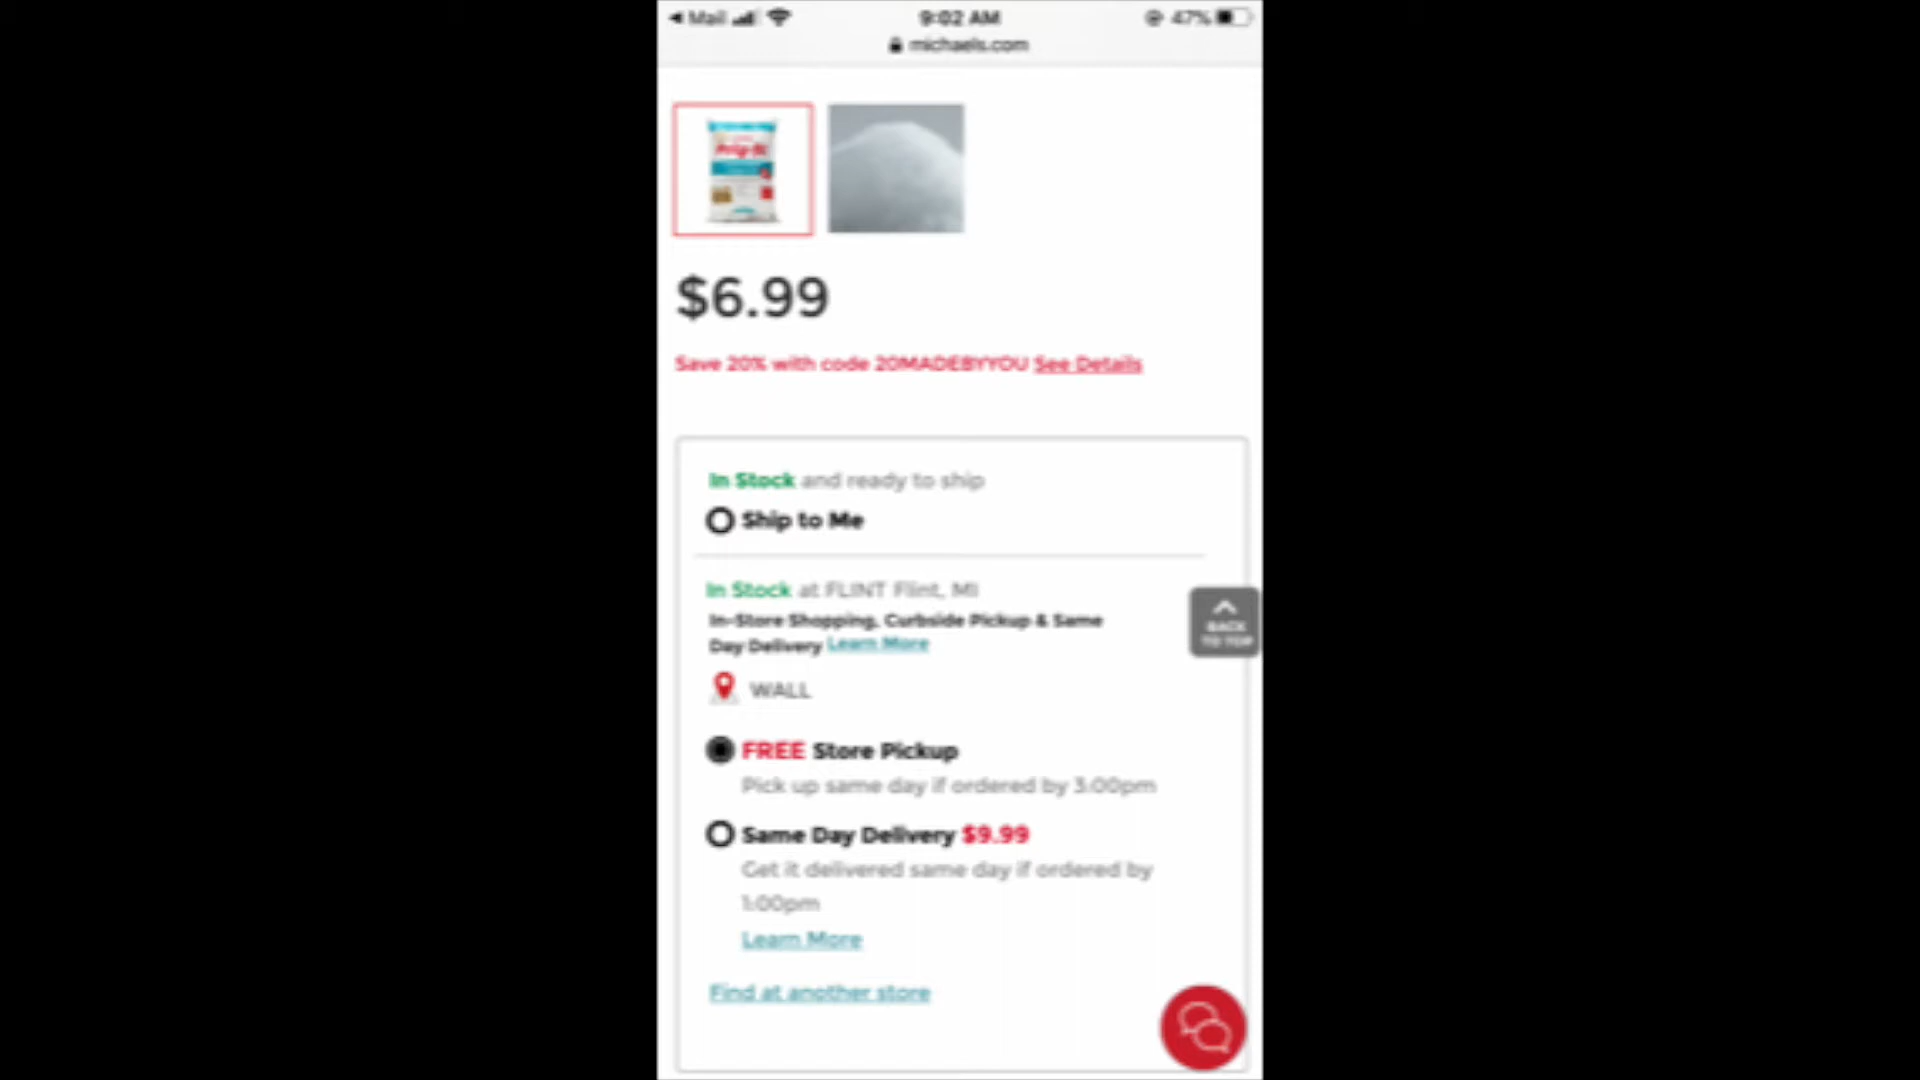 Mail
9:02 AM
47%
michaels.com
$6.99
Save 20% with code 20MADEBYYOU See Details
In Stock and ready to ship
Ship to Me
In Stock at FLINT Flint, MI
In-Store Shopping, Curbside Pickup & Same
Day Delivery Learn More
WALL
BACK
TO TOP
FREE Store Pickup
Pick up same day if ordered by 3:00pm
Same Day Delivery $9.99
Get it delivered same day if ordered by
1:00pm
Learn More
Find at another store